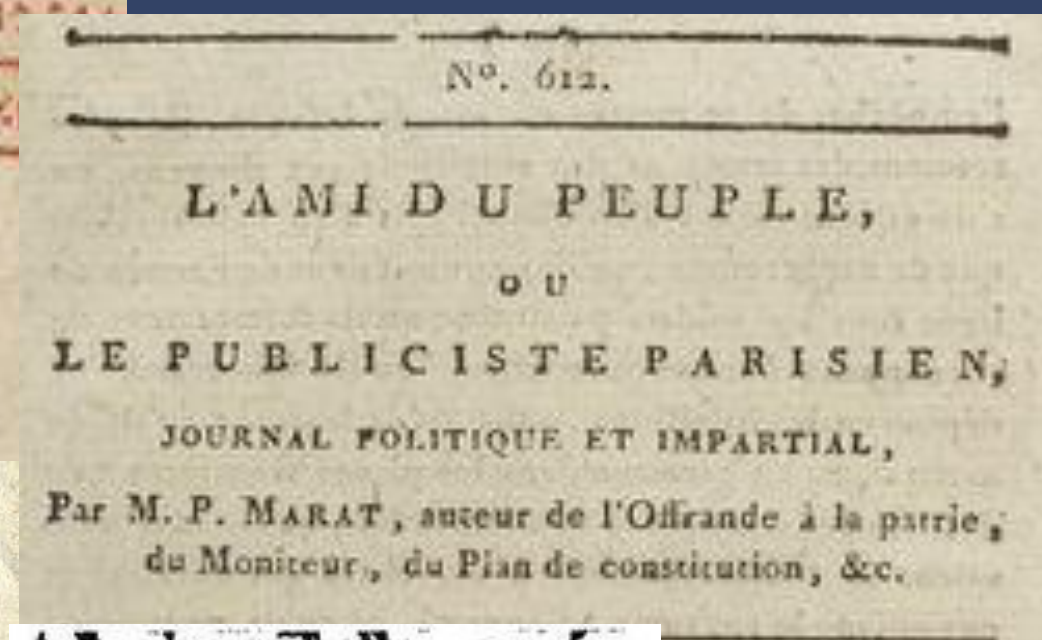 Nº. 612.
L'AMI DU PEUPLE,
OU
LE PUBLICISTE PARISIEN,
JOURNAL POLITIQUE ET IMPARTIAL,
Par M. P. MARAT, auteur de l'Offrande à la patrie,
du Moniteur, du Plan de constitution, &c.